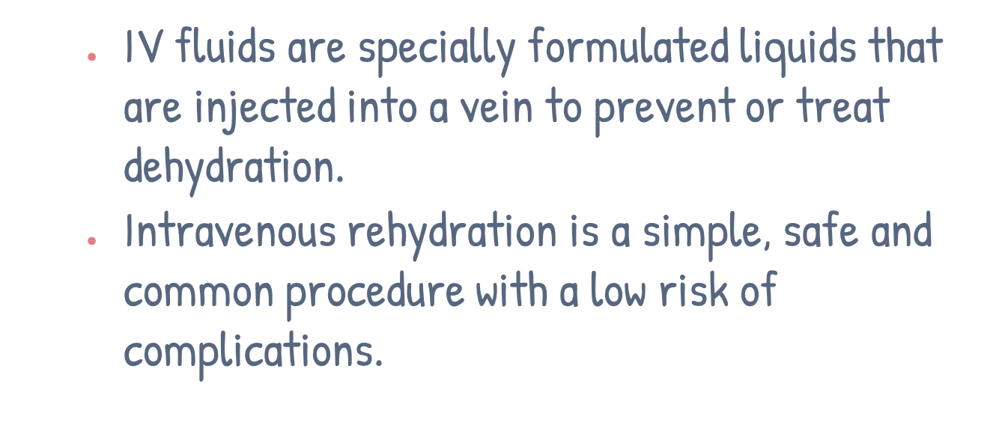 • IV fluids are specially formulated liquids that
are injected into a vein to prevent or treat
dehydration.
• Intravenous rehydration is a simple, safe and
common procedure with a low risk of
complications.